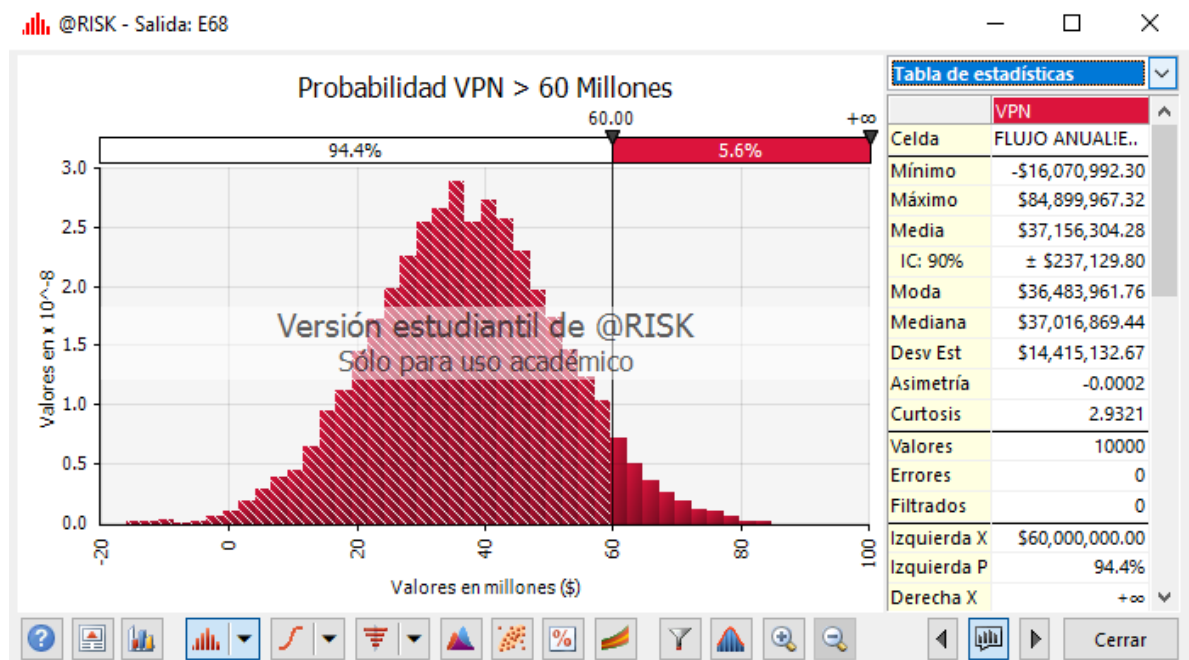 @RISK - Salida: E68
Probabilidad VPN > 60 Millones
60.00
+∞
94.4%
5.6%
3.0
2.5
2.0
1.5
1.0
0.5
0.0
Valores en x 10^-8
-20
0
20
40
60
80
100
Valores en millones ($)
Versión estudiantil de @RISK
Sólo para uso académico
Tabla de estadísticas
VPN
Celda FLUJO ANUAL!E..
Mínimo -$16,070,992.30
Máximo $84,899,967.32
Media $37,156,304.28
IC: 90% ± $237,129.80
Moda $36,483,961.76
Mediana $37,016,869.44
Desv Est $14,415,132.67
Asimetría -0.0002
Curtosis 2.9321
Valores 10000
Errores 0
Filtrados 0
Izquierda X $60,000,000.00
Izquierda P 94.4%
Derecha X +∞
Cerrar